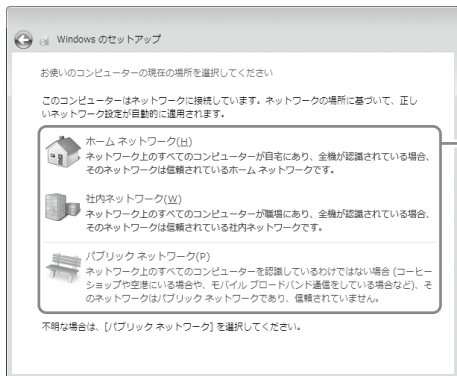 Windows のセットアップ
お使いのコンピューターの現在の場所を選択してください
このコンピューターはネットワークに接続しています。ネットワークの場所に基づいて、正し
いネットワーク設定が自動的に適用されます。
ホーム ネットワーク(H)
ネットワーク上のすべてのコンピューターが自宅にあり、全機が認識されている場合、
そのネットワークは信頼されているホーム ネットワークです。
社内ネットワーク(W)
ネットワーク上のすべてのコンピューターが職場にあり、全機が認識されている場合、
そのネットワークは信頼されている社内ネットワークです。
パブリック ネットワーク(P)
ネットワーク上のすべてのコンピューターを認識しているわけではない場合 (コーヒー
ショップや空港にいる場合や、モバイル ブロードバンド通信をしている場合など)、そ
のネットワークはパブリック ネットワークであり、信頼されていません。
不明な場合は、[パブリック ネットワーク] を選択してください。